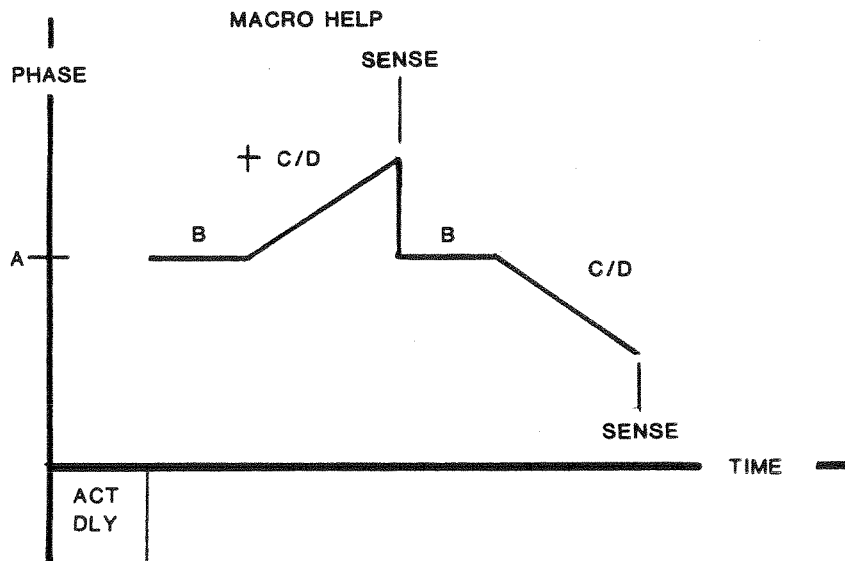 MACRO HELP
SENSE
PHASE
+ C/D
B
B
A
C/D
SENSE
TIME
ACT
DLY